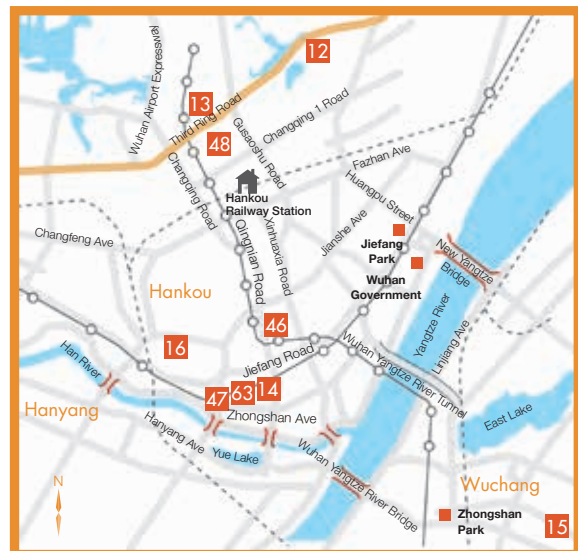 12
Wuhan Airport Expressway
13
Third Ring Road
Changqing 1 Road
48
Gusaoshu Road
Fazhan Ave
Changqing Road
Hankou
Railway Station
Huangpu Street
Jianshe Ave
Xinhuaxia Road
Qingnian Road
Changfeng Ave
Jiefang
Park
New Yangtze
Bridge
Wuhan
Government
Hankou
Yangtze River
Linjiang Ave
46
16
Jiefang Road
Wuhan Yangtze River Tunnel
Han River
47
63
14
Hanyang
Zhongshan Ave
East Lake
Hanyang Ave
Yue Lake
Wuhan Yangtze River Bridge
Wuchang
N
Zhongshan
Park
15